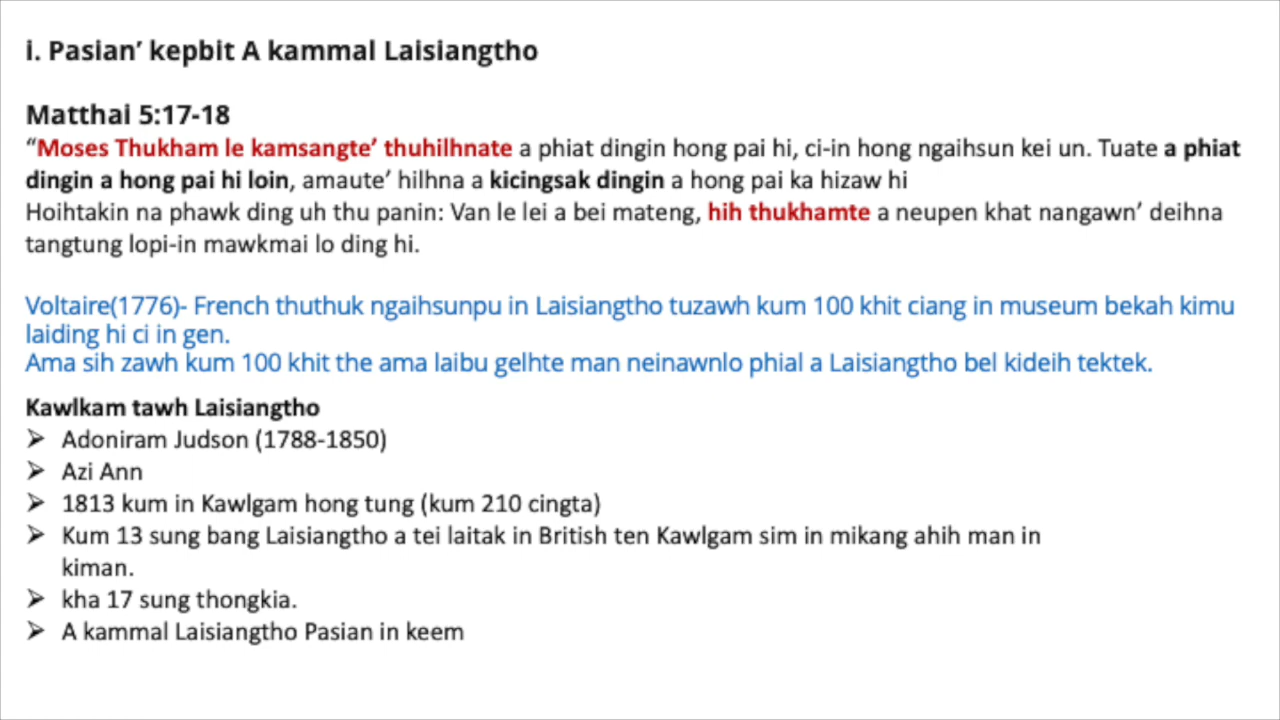 i. Pasian’ kepbit A kammal Laisiangtho
Matthai 5:17-18
“Moses Thukham le kamsangte’ thuhilhnate a phiat dingin hong pai hi, ci-in hong ngaihsun kei un. Tuate a phiat
dingin a hong pai hi loin, amaute’ hilhna a kicingsak dingin a hong pai ka hizaw hi
Hoihtakin na phawk ding uh thu panin: Van le lei a bei mateng, hih thukhamte a neupen khat nangawn’ deihna
tangtung lopi-in mawkmai lo ding hi.
Voltaire(1776)- French thuthuk ngaihsunpu in Laisiangtho tuzawh kum 100 khit ciang in museum bekah kimu
laiding hi ci in gen.
Ama sih zawh kum 100 khit the ama laibu gelhte man neinawnlo phial a Laisiangtho bel kideih tektek.
Kawlkam tawh Laisiangtho
➢ Adoniram Judson (1788-1850)
➢ Azi Ann
➢ 1813 kum in Kawlgam hong tung (kum 210 cingta)
➢ Kum 13 sung bang Laisiangtho a tei laitak in British ten Kawlgam sim in mikang ahih man in
kiman.
➢ kha 17 sung thongkia.
➢ A kammal Laisiangtho Pasian in keem